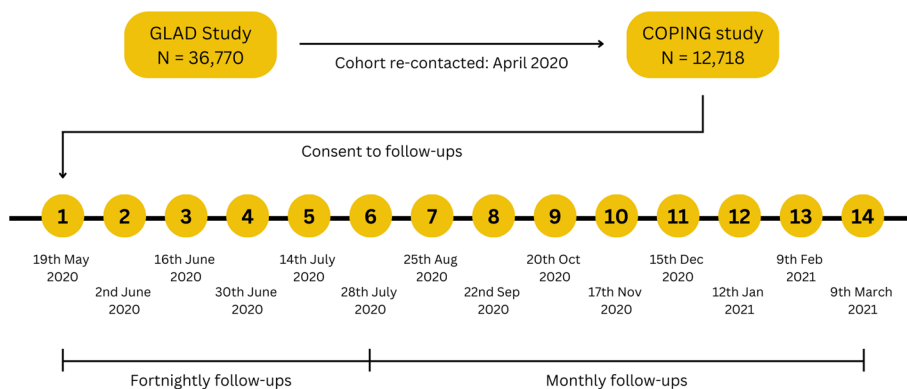 GLAD Study
N = 36,770
Cohort re-contacted: April 2020
COPING study
N = 12,718
Consent to follow-ups
1 2 3 4 5 6 7 8 9 10 11 12 13 14
19th May
2020
2nd June
2020
16th June
2020
30th June
2020
14th July
2020
28th July
2020
25th Aug
2020
22nd Sep
2020
20th Oct
2020
17th Nov
2020
15th Dec
2020
12th Jan
2021
9th Feb
2021
9th March
2021
Fortnightly follow-ups
Monthly follow-ups